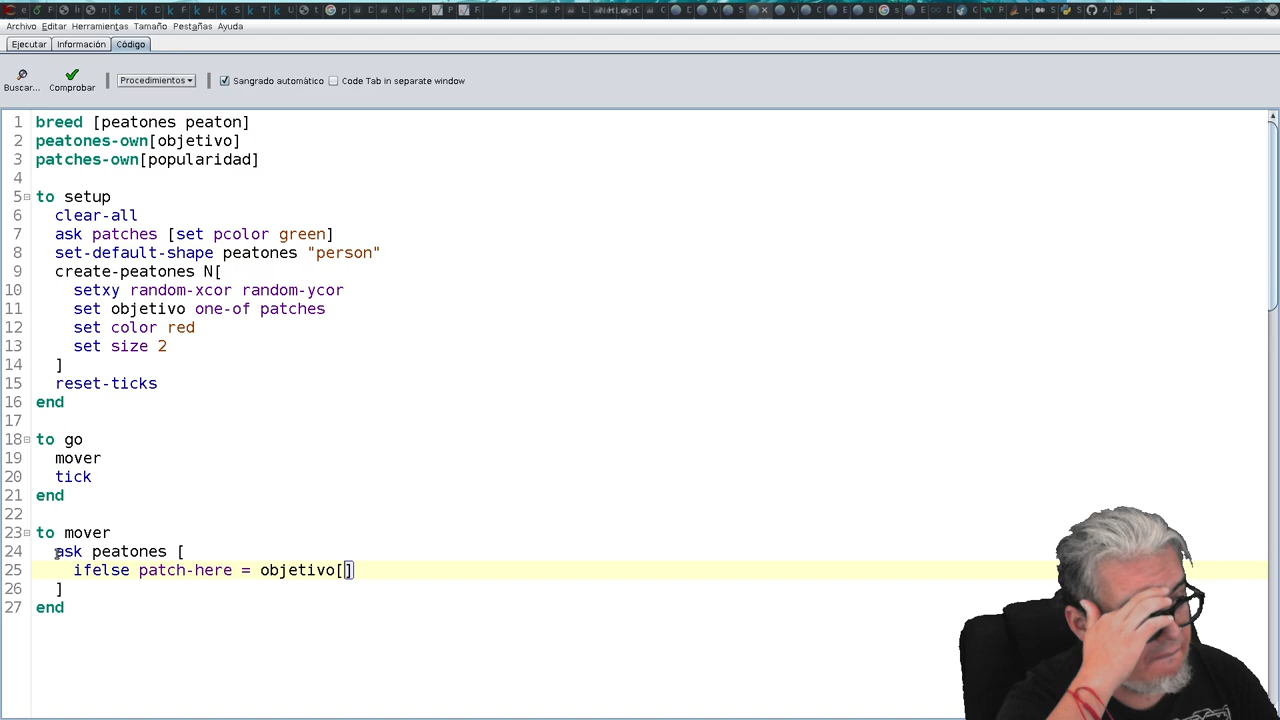 Archivo Editar Herramientas Tamaño Pestañas Ayuda
Ejecutar Información Código
Buscar... Comprobar Procedimientos Sangrado automático Code Tab in separate window
1 breed [peatones peaton]
2 peatones-own[objetivo]
3 patches-own[popularidad]
4
5 to setup
6 clear-all
7 ask patches [set pcolor green]
8 set-default-shape peatones "person"
9 create-peatones N[
10 setxy random-xcor random-ycor
11 set objetivo one-of patches
12 set color red
13 set size 2
14 ]
15 reset-ticks
16 end
17
18 to go
19 mover
20 tick
21 end
22
23 to mover
24 ask peatones [
25 ifelse patch-here = objetivo[]
26 ]
27 end